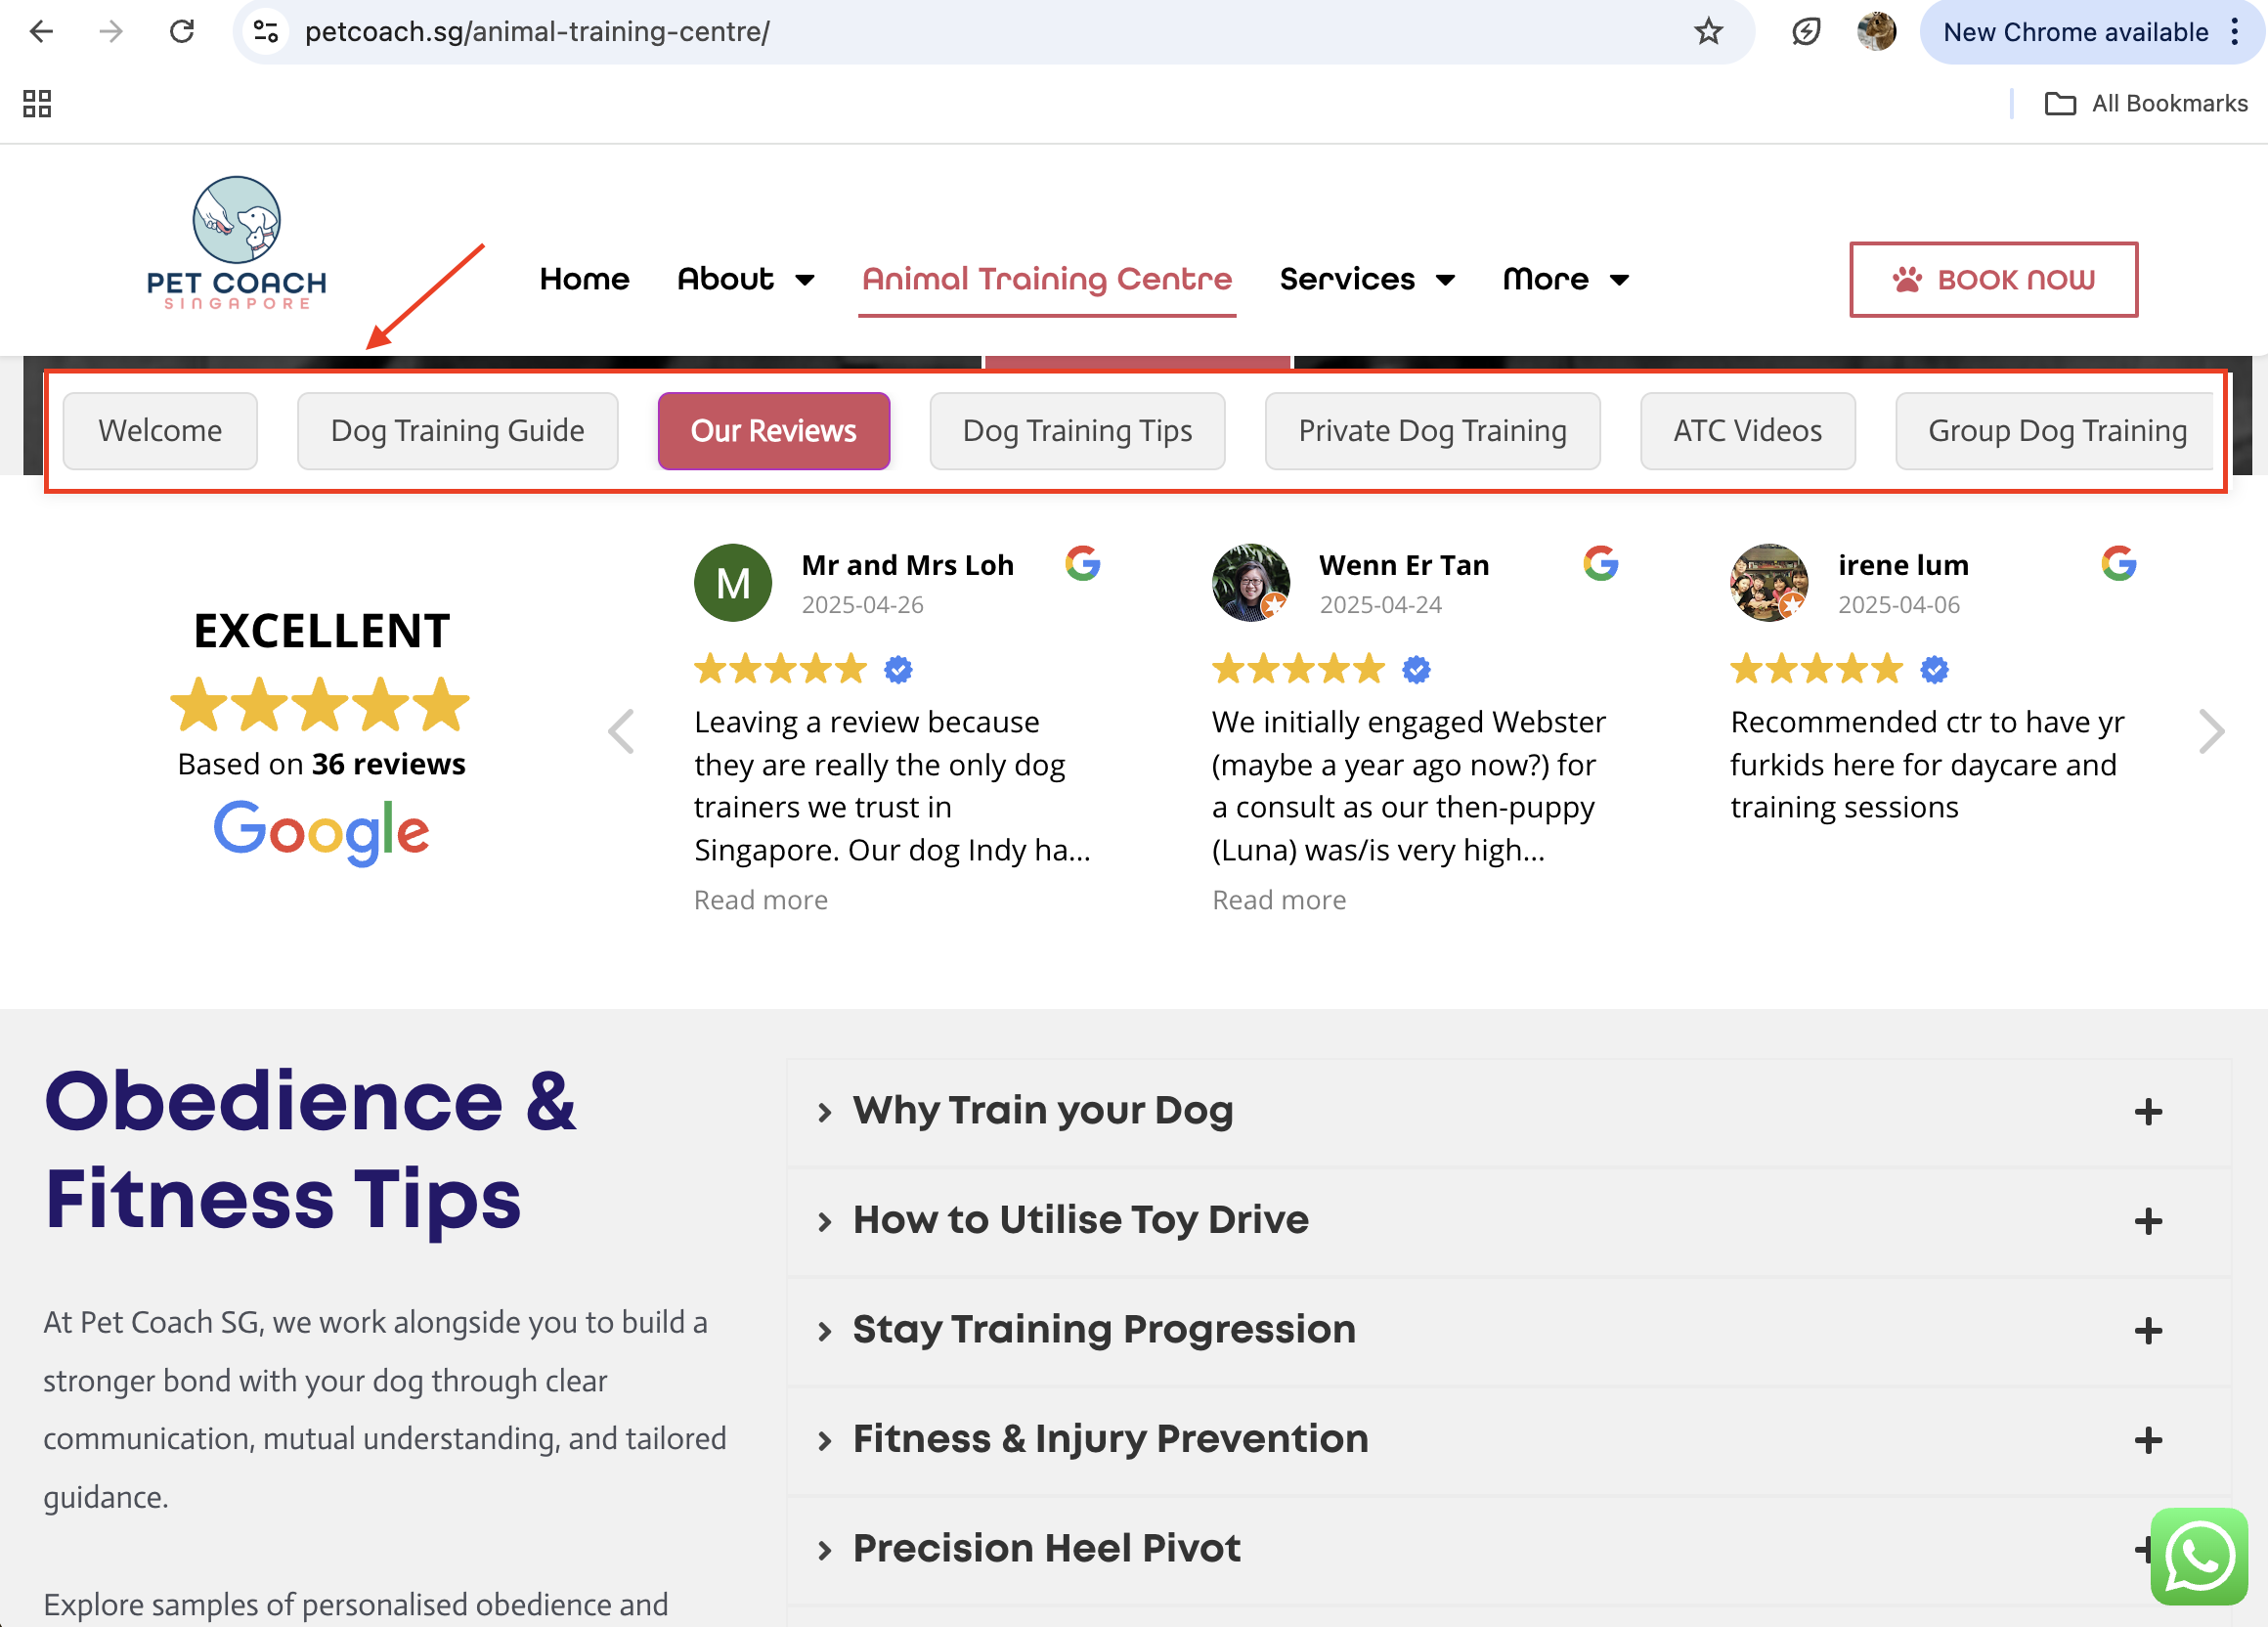 petcoach.sg/animal-training-centre/
New Chrome available
All Bookmarks
PET COACH
SINGAPORE
Home
About
Animal Training Centre
Services
More
BOOK NOW
Welcome
Dog Training Guide
Our Reviews
Dog Training Tips
Private Dog Training
ATC Videos
Group Dog Training
EXCELLENT
Based on 36 reviews
Google
M
Mr and Mrs Loh
2025-04-26
Leaving a review because
they are really the only dog
trainers we trust in
Singapore. Our dog Indy ha...
Read more
Wenn Er Tan
2025-04-24
We initially engaged Webster
(maybe a year ago now?) for
a consult as our then-puppy
(Luna) was/is very high...
Read more
irene lum
2025-04-06
Recommended ctr to have yr
furkids here for daycare and
training sessions
Obedience &
Fitness Tips
At Pet Coach SG, we work alongside you to build a
stronger bond with your dog through clear
communication, mutual understanding, and tailored
guidance.
Explore samples of personalised obedience and
Why Train your Dog
How to Utilise Toy Drive
Stay Training Progression
Fitness & Injury Prevention
Precision Heel Pivot